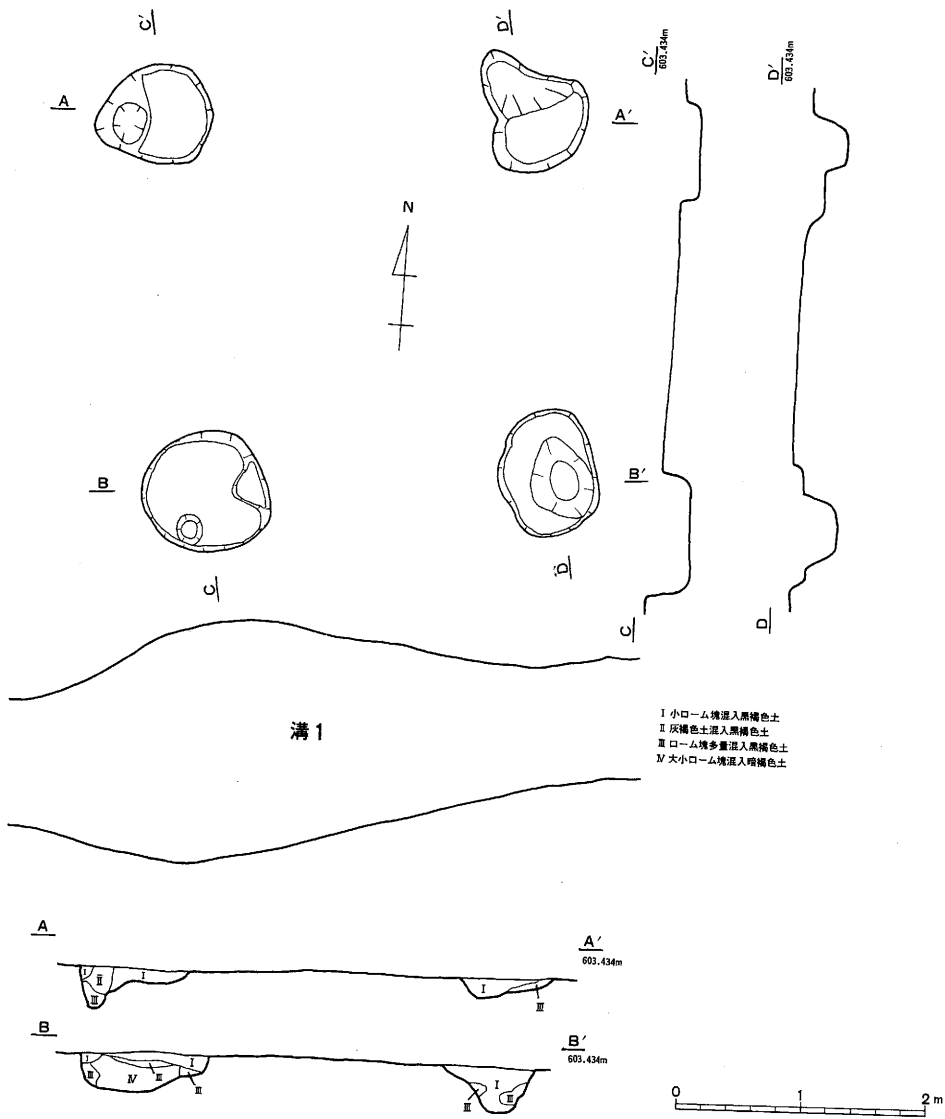 C′
D′
C′
603.434m
D′
603.434m
A
A′
N
B
B′
C
D
C
D
溝1
I 小ローム塊混入黒褐色土
II 灰褐色土混入黒褐色土
III ローム塊多量混入黒褐色土
IV 大小ローム塊混入暗褐色土
A
A′
603.434m
I
II
I
III
I
III
B
B′
603.434m
I
I
III
III
IV
III
I
III
III
0
1
2m